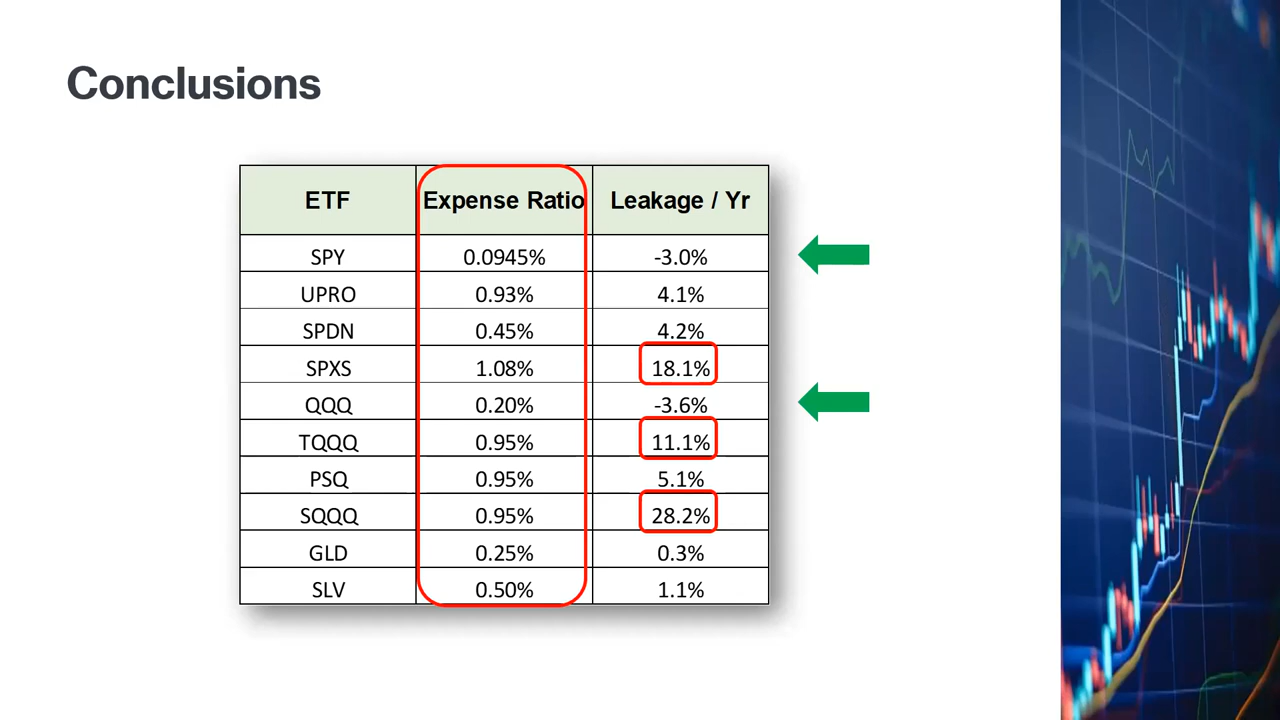 Conclusions
ETF Expense Ratio Leakage / Yr
SPY 0.0945% -3.0%
UPRO 0.93% 4.1%
SPDN 0.45% 4.2%
SPXS 1.08% 18.1%
QQQ 0.20% -3.6%
TQQQ 0.95% 11.1%
PSQ 0.95% 5.1%
SQQQ 0.95% 28.2%
GLD 0.25% 0.3%
SLV 0.50% 1.1%